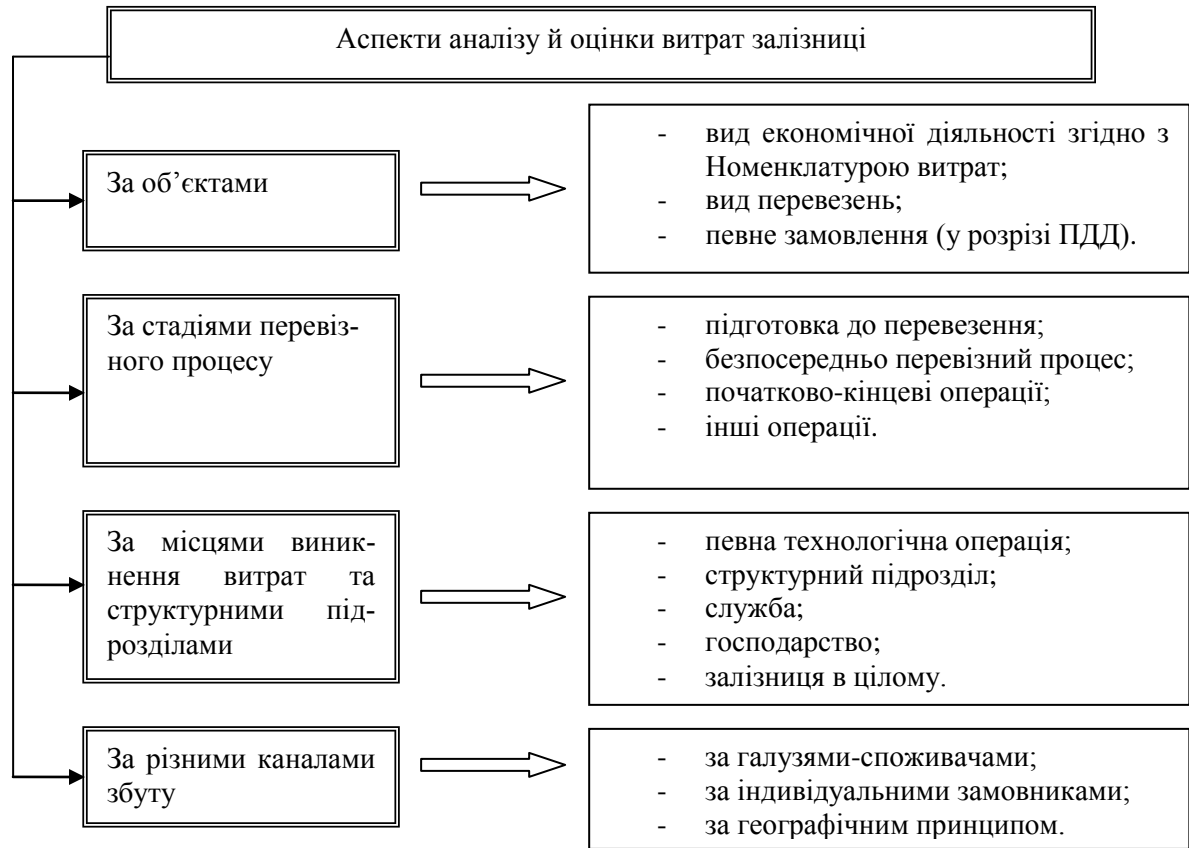 Аспекти аналізу й оцінки витрат залізниці
За об’єктами
- вид економічної діяльності згідно з
Номенклатурою витрат;
- вид перевезень;
- певне замовлення (у розрізі ПДД).
За стадіями перевіз-
ного процесу
- підготовка до перевезення;
- безпосередньо перевізний процес;
- початково-кінцеві операції;
- інші операції.
За місцями виник-
нення витрат та
структурними під-
розділами
- певна технологічна операція;
- структурний підрозділ;
- служба;
- господарство;
- залізниця в цілому.
За різними каналами
збуту
- за галузями-споживачами;
- за індивідуальними замовниками;
- за географічним принципом.